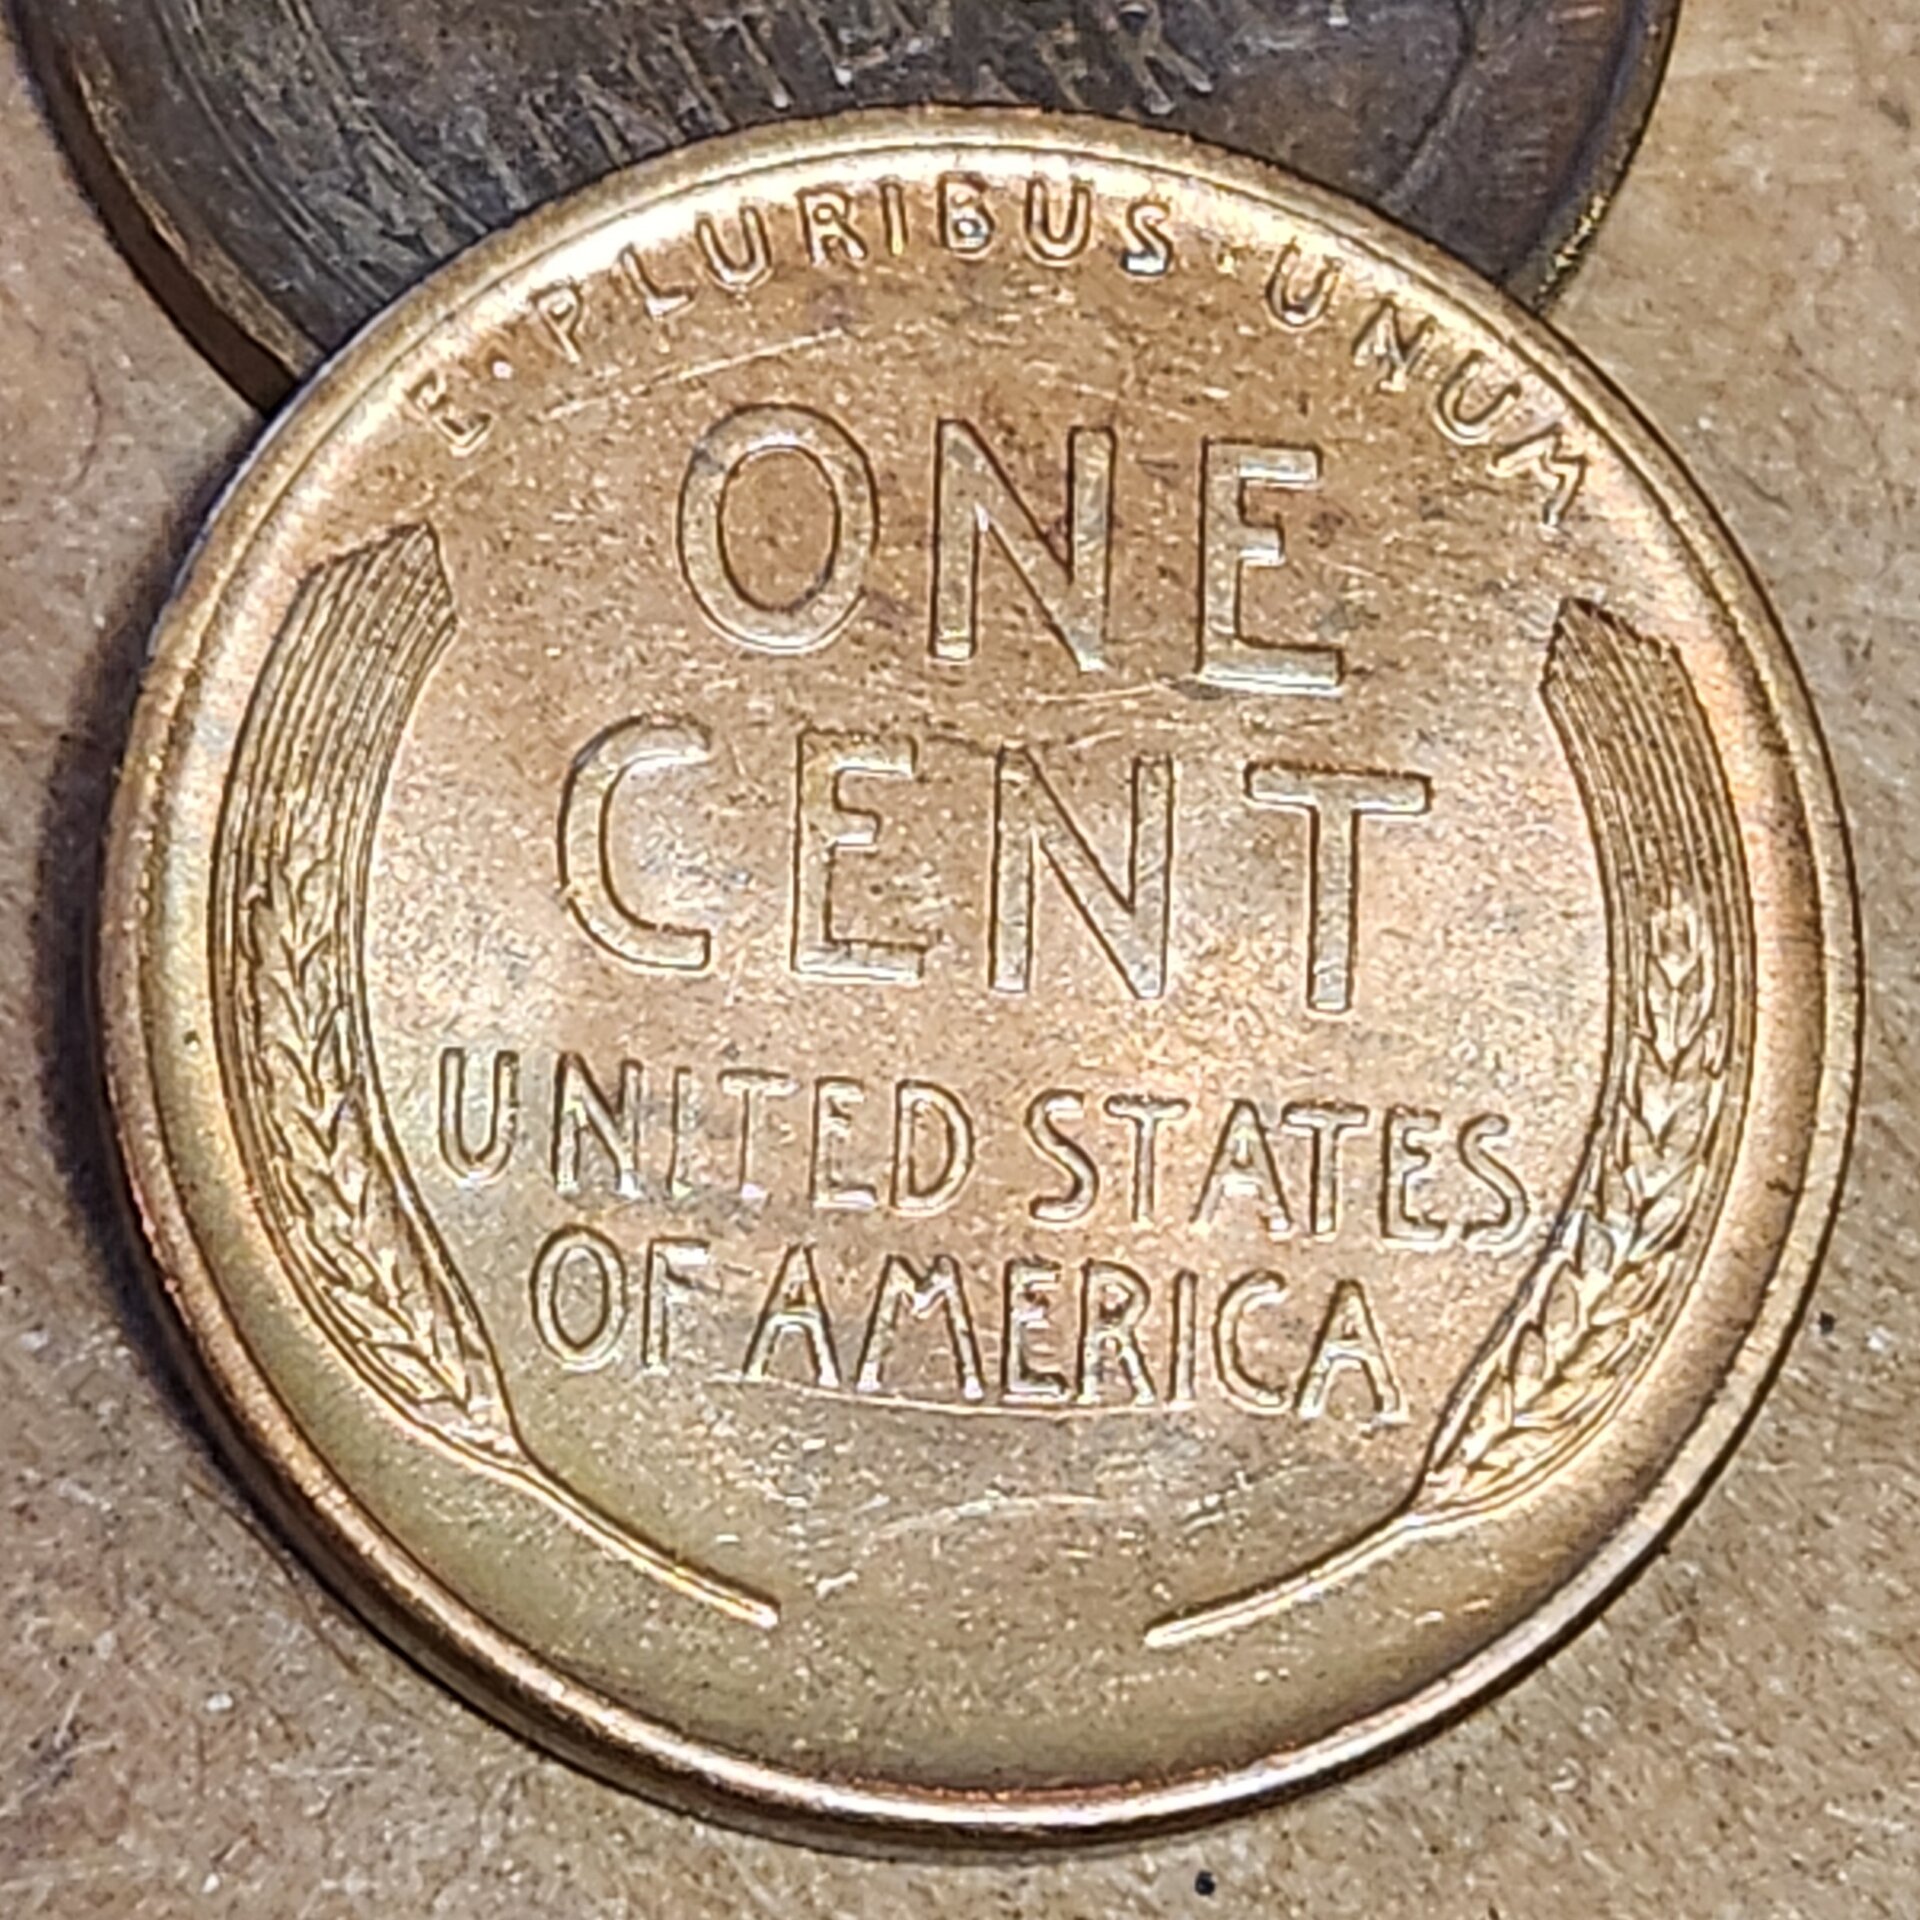 E·PLURIBUS·UNUM
ONE
CENT
UNITED STATES
OF AMERICA